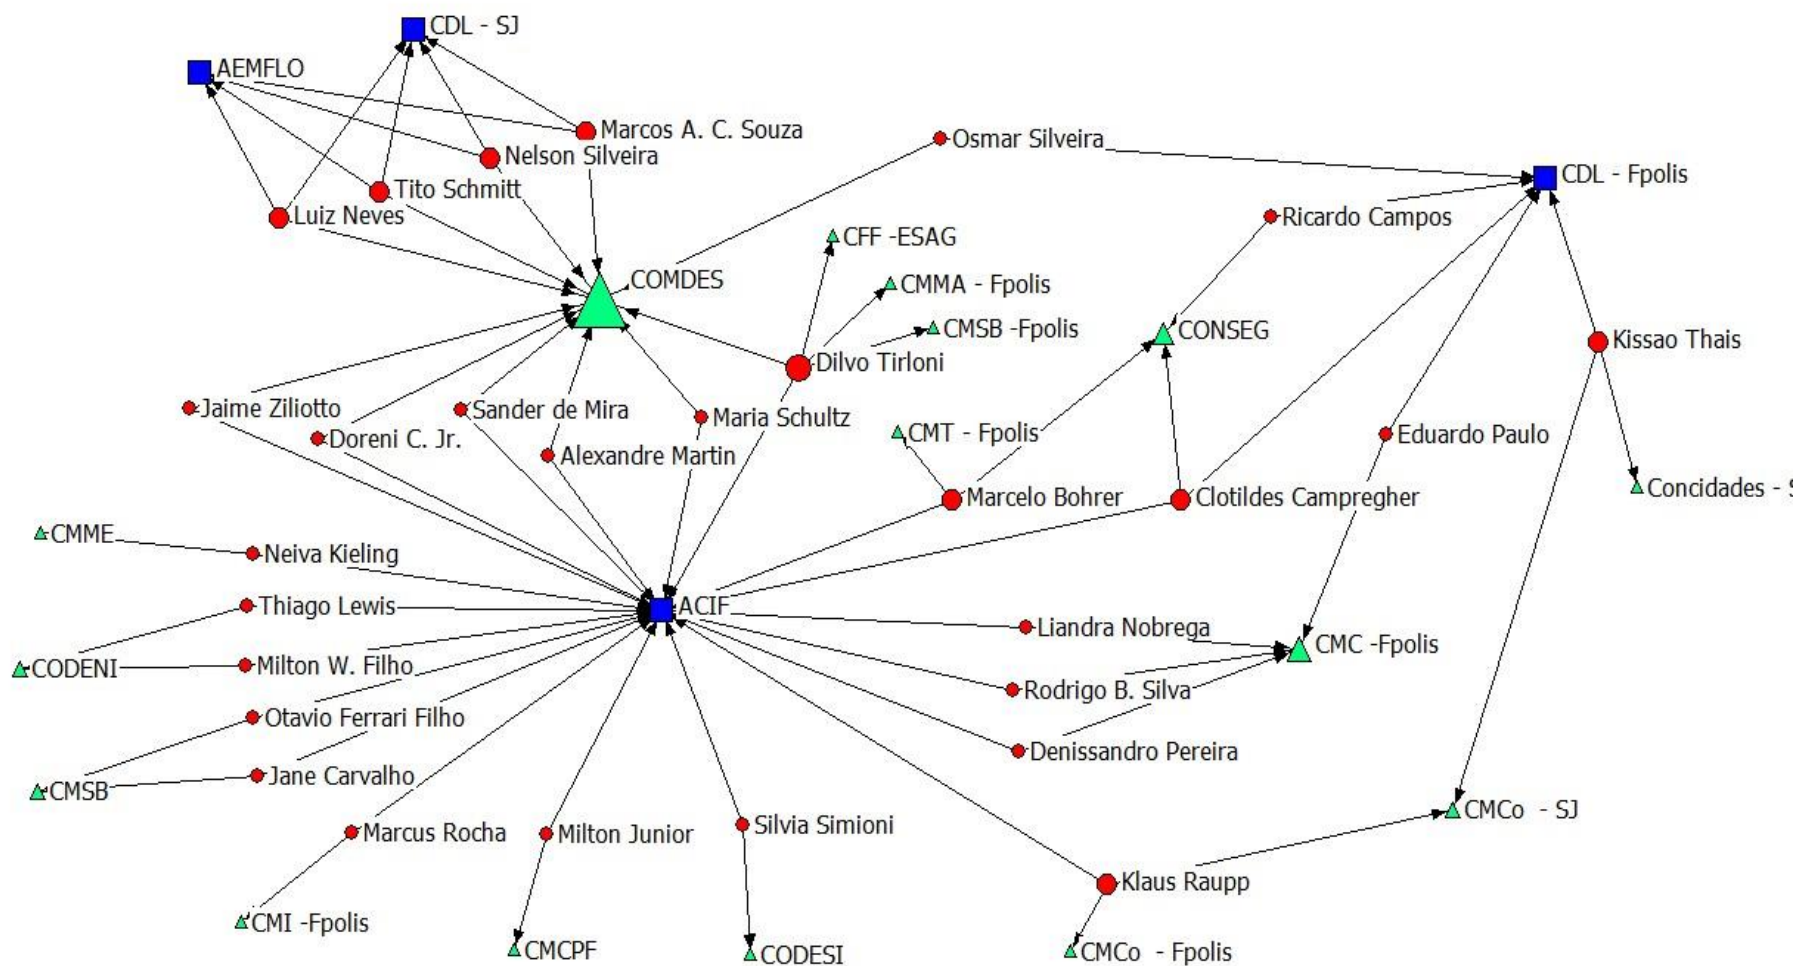 CDL - SJ
AEMFLO
Marcos A. C. Souza
Osmar Silveira
Nelson Silveira
CDL - Fpolis
Tito Schmitt
Luiz Neves
Ricardo Campos
CFF -ESAG
COMDES
CMMA - Fpolis
CMSB -Fpolis
CONSEG
Kissao Thais
Dilvo Tirloni
Jaime Ziliotto
Sander de Mira
Maria Schultz
Doreni C. Jr.
CMT - Fpolis
Eduardo Paulo
Alexandre Martin
Marcelo Bohrer
Clotildes Campregher
Concidades -
CMME
Neiva Kieling
Thiago Lewis
ACIF
Liandra Nobrega
CMC -Fpolis
CODENI
Milton W. Filho
Rodrigo B. Silva
Otavio Ferrari Filho
Denissandro Pereira
Jane Carvalho
CMSB
CMCo - SJ
Marcus Rocha
Milton Junior
Silvia Simioni
Klaus Raupp
CMI -Fpolis
CMCPF
CODESI
CMCo - Fpolis